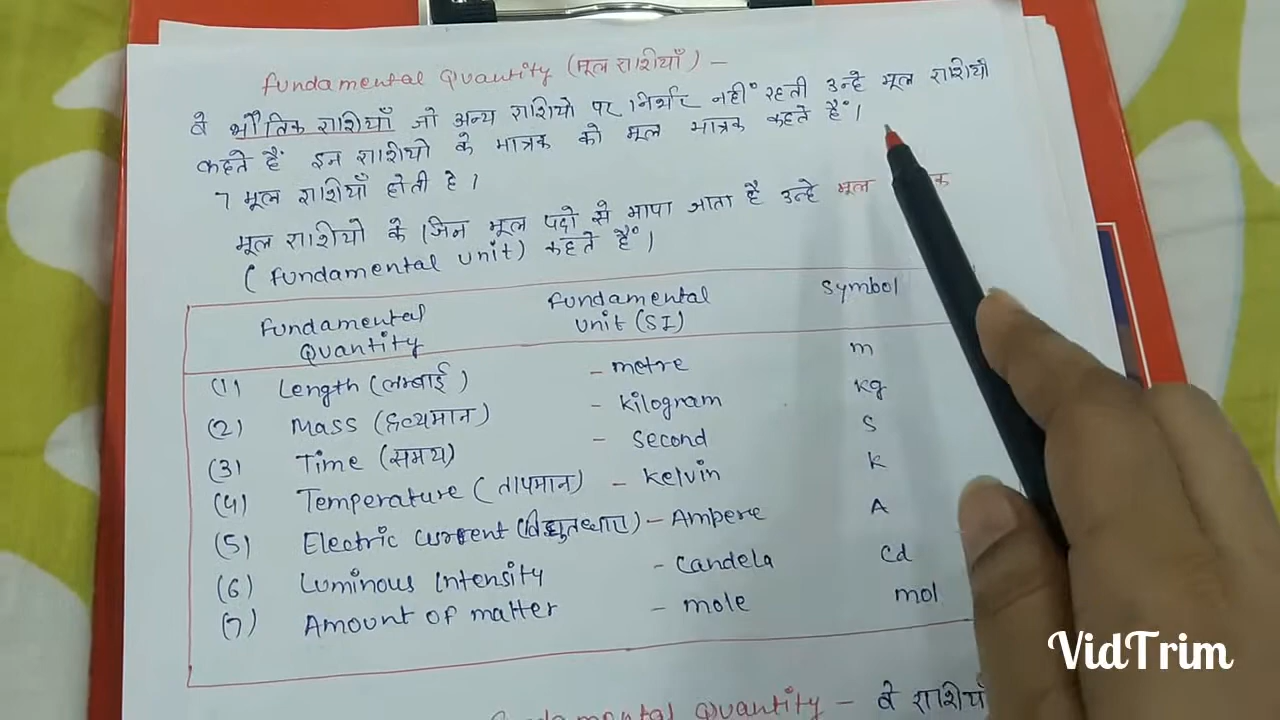 Fundamental Quantity (मूल राशियाँ) –
वे भौतिक राशियाँ जो अन्य राशियो पर निर्भर नहीं रहती उन्हे मूल राशियाँ
कहते हैं इन राशियो के मात्रक को मूल मात्रक कहते हैं।
7 मूल राशियाँ होती है।
मूल राशियो के जिन मूल पदो से मापा जाता है उन्हे मूल
(Fundamental Unit) कहते हैं।
Fundamental Quantity Fundamental Unit (SI) Symbol
(1) Length (लम्बाई) – metre m
(2) Mass (द्रव्यमान) – Kilogram kg
(3) Time (समय) – Second S
(4) Temperature (तापमान) – Kelvin K
(5) Electric current (विद्युतधारा) – Ampere A
(6) Luminous Intensity – Candela Cd
(7) Amount of matter – mole mol
Quantity – वे राशियाँ
VidTrim